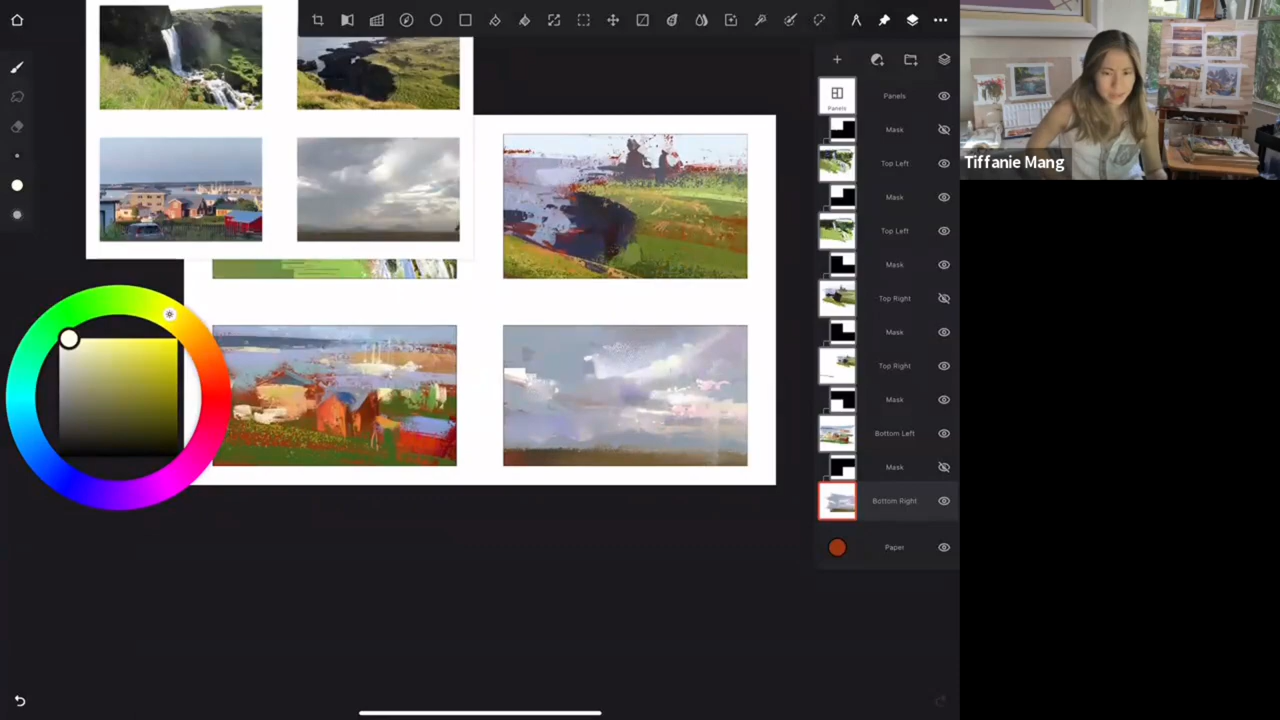 Tiffanie Mang
Panels
Panels
Mask
Top Left
Mask
Top Left
Mask
Top Right
Mask
Top Right
Mask
Bottom Left
Mask
Bottom Right
Paper